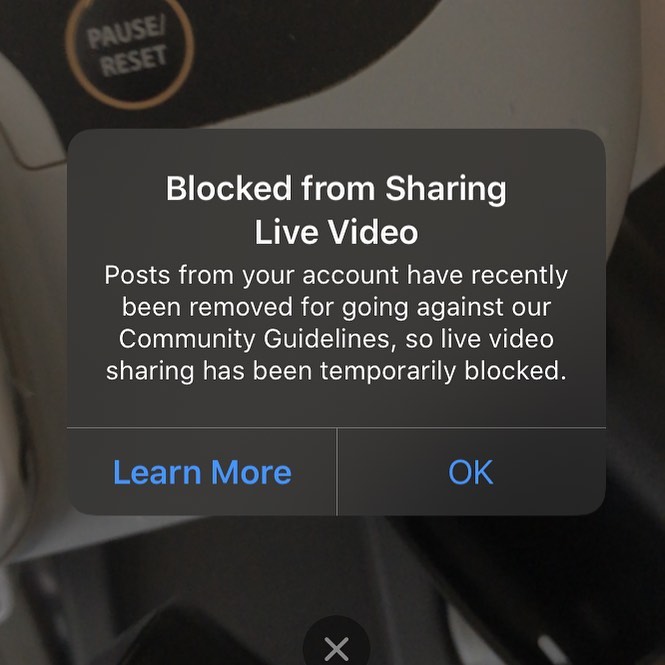 PAUSE/
RESET
Blocked from Sharing
Live Video
Posts from your account have recently
been removed for going against our
Community Guidelines, so live video
sharing has been temporarily blocked.
Learn More
OK